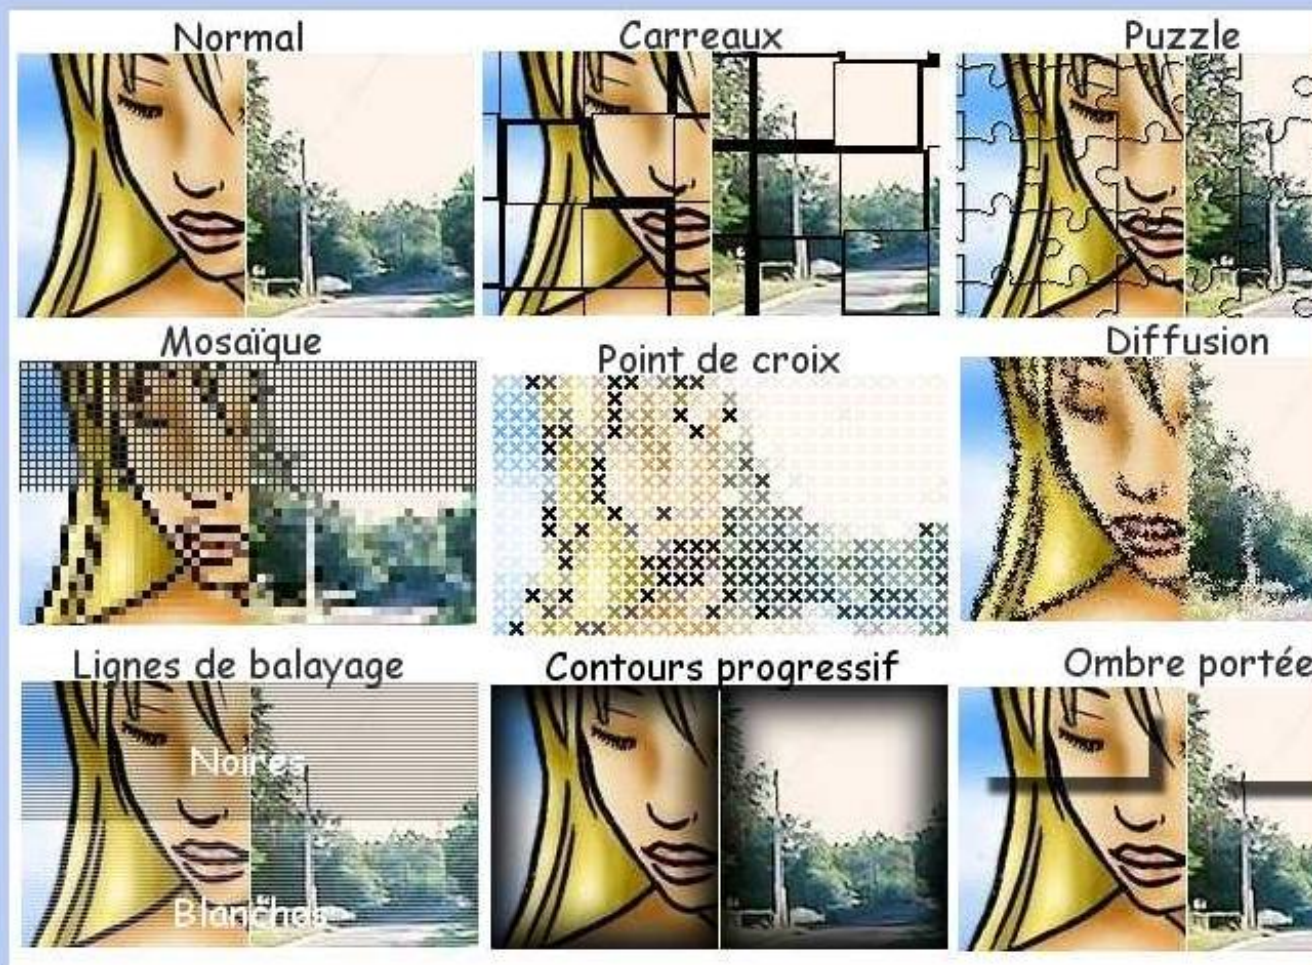 Normal
Carreaux
Puzzle
Mosaïque
Point de croix
Diffusion
Lignes de balayage
Contours progressif
Ombre portée
Noires
Blanches